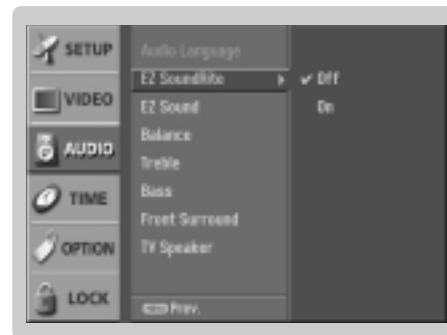 SETUP
VIDEO
AUDIO
TIME
OPTION
LOCK
Audio Language
EZ SoundRite
EZ Sound
Balance
Treble
Bass
Front Surround
TV Speaker
Prev.
Off
On